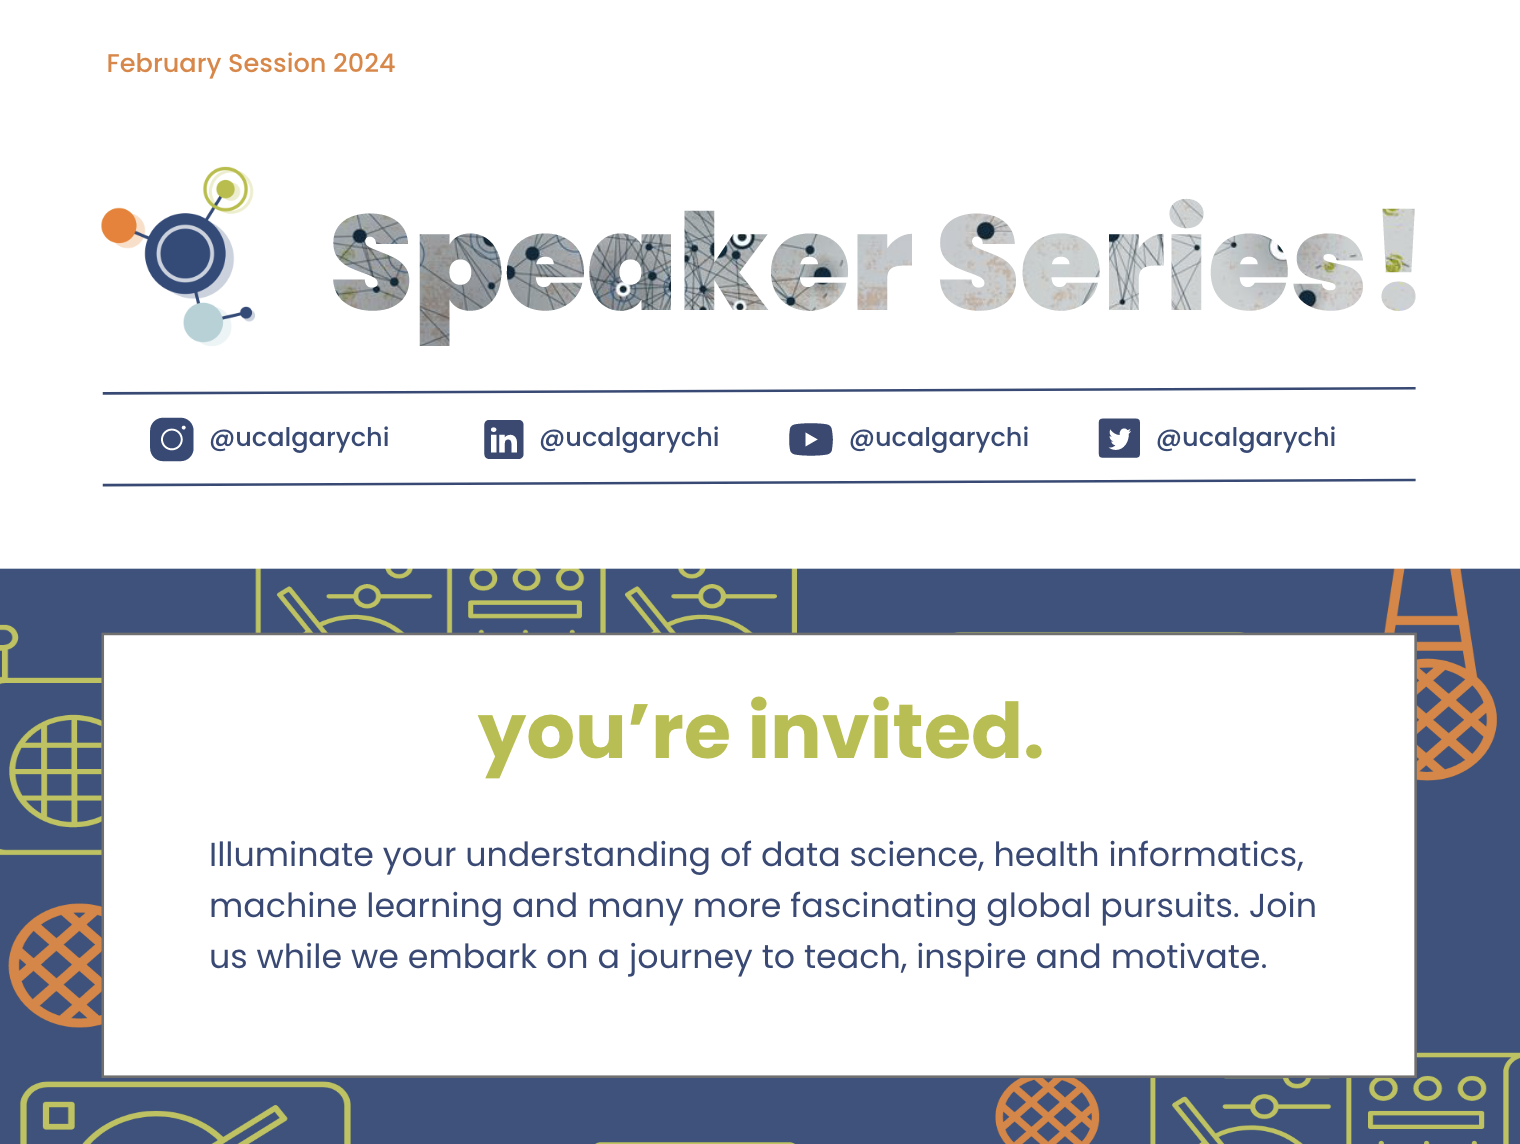 February Session 2024
Speaker Series!
@ucalgarychi @ucalgarychi @ucalgarychi @ucalgarychi
you’re invited.
Illuminate your understanding of data science, health informatics,
machine learning and many more fascinating global pursuits. Join
us while we embark on a journey to teach, inspire and motivate.